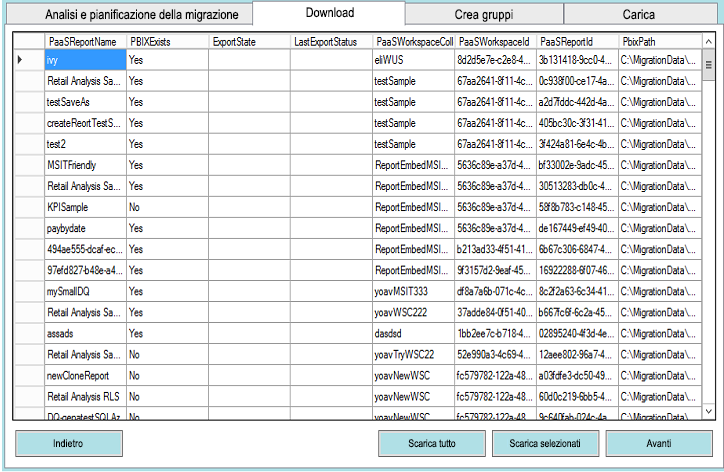 Analisi e pianificazione della migrazione Download Crea gruppi Carica
PaaSReportName PBIXExists ExportState LastExportStatus PaaSWorkspaceColl PaaSWorkspaceId PaaSReportId PbixPath
ivy Yes eliWUS 8d2d5e7e-c2e8-4... 3b131418-9cc0-4... C:\MigrationData\...
Retail Analysis Sa... Yes testSample 67aa2641-8f11-4c... 0c938f00-ce17-4a... C:\MigrationData\...
testSaveAs Yes testSample 67aa2641-8f11-4c... a2d7fddc-442d-4a... C:\MigrationData\...
createReortTestS... Yes testSample 67aa2641-8f11-4c... 405bc30c-3f31-41... C:\MigrationData\...
test2 Yes testSample 67aa2641-8f11-4c... 3f424a81-6e4c-4b... C:\MigrationData\...
MSITFriendly Yes ReportEmbedMSI... 5636c89e-a37d-4... bf33002e-9adc-45... C:\MigrationData\...
Retail Analysis Sa... Yes ReportEmbedMSI... 5636c89e-a37d-4... 30513283-db0c-4... C:\MigrationData\...
KPISample No ReportEmbedMSI... 5636c89e-a37d-4... 58f8b783-c148-45... C:\MigrationData\...
paybydate Yes ReportEmbedMSI... 5636c89e-a37d-4... de167449-ef49-40... C:\MigrationData\...
494ae555-dcaf-ec... Yes ReportEmbedMSI... b213ad33-4f51-41... 6b67c306-6847-4... C:\MigrationData\...
97efd827-b48e-a4... Yes ReportEmbedMSI... 9f3157d2-9eaf-45... 16922288-6f07-46... C:\MigrationData\...
mySmallDQ Yes yoavMSIT333 df8a7a6b-071c-4c... 8c2f2a63-6c34-41... C:\MigrationData\...
Retail Analysis Sa... Yes yoavWSC222 37adde84-0f51-40... b667fc6f-6c2a-45... C:\MigrationData\...
assads Yes dasdsd 1bb2ee7c-b718-4... 02895240-4f3d-4e... C:\MigrationData\...
Retail Analysis Sa... No yoavTryWSC22 52e990a3-4c69-4... 12aee802-96a7-4... C:\MigrationData\...
newCloneReport No yoavNewWSC fc579782-122a-48... a03fdfe3-dc50-49... C:\MigrationData\...
Retail Analysis RLS No yoavNewWSC fc579782-122a-48... 60d0c219-6bb5-4... C:\MigrationData\...
DQ-genatestSQLAz No yoavNewWSC fc579782-122a-48... 9c640fab-024c-4a... C:\MigrationData\...
Indietro Scarica tutto Scarica selezionati Avanti